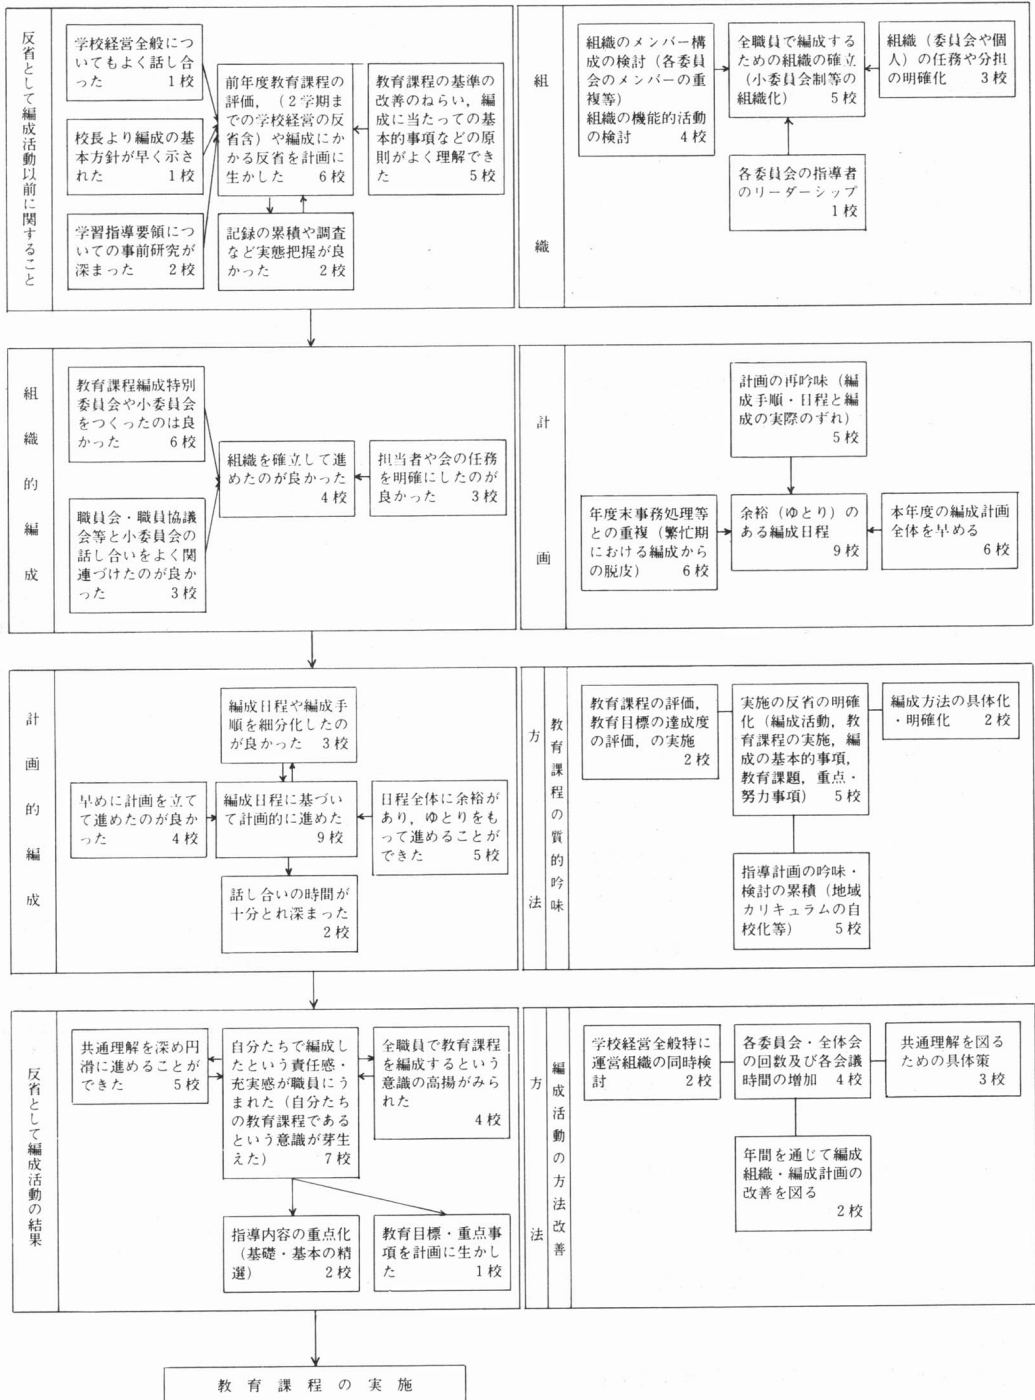 反省として編成活動以前に関すること
学校経営全般につ
いてもよく話し合
った　　1校
校長より編成の基
本方針が早く示さ
れた　　1校
学習指導要領につ
いての事前研究が
深まった　2校
前年度教育課程の
評価，（2学期ま
での学校経営の反
省含）や編成にか
かる反省を計画に
生かした　6校
記録の累積や調査
など実態把握が良
かった　2校
教育課程の基準の
改善のねらい，編
成に当たっての基
本的事項などの原
則がよく理解でき
た　　5校
組織
組織のメンバー構
成の検討（各委員
会のメンバーの重
複等）
組織の機能的活動
の検討　4校
全職員で編成する
ための組織の確立
（小委員会制等の
組織化）
5校
組織（委員会や個
人）の任務や分担
の明確化　3校
各委員会の指導者
のリーダーシップ
1校
組織的編成
教育課程編成特別
委員会や小委員会
をつくったのは良
かった　6校
職員会・職員協議
会等と小委員会の
話し合いをよく関
連づけたのが良か
った　　3校
組織を確立して進
めたのが良かった
4校
担当者や会の任務
を明確にしたのが
良かった　3校
計画
計画の再吟味（編
成手順・日程と編
成の実際のずれ）
5校
年度末事務処理等
との重複（繁忙期
における編成から
の脱皮）　6校
余裕（ゆとり）の
ある編成日程
9校
本年度の編成計画
全体を早める
6校
計画的編成
編成日程や編成手
順を細分化したの
が良かった　3校
早めに計画を立て
て進めたのが良か
った　　4校
編成日程に基づい
て計画的に進めた
9校
日程全体に余裕が
あり，ゆとりをも
って進めることが
できた　　5校
話し合いの時間が
十分とれ深まった
2校
方法
教育課程の質的吟味
教育課程の評価，
教育目標の達成度
の評価，の実施
2校
実施の反省の明確
化（編成活動，教
育課程の実施，編
成の基本的事項，
教育課題，重点・
努力事項）　5校
編成方法の具体化
・明確化　2校
指導計画の吟味・
検討の累積（地域
カリキュラムの自
校化等）　5校
反省として編成活動の結果
共通理解を深め円
滑に進めることが
できた　5校
自分たちで編成し
たという責任感・
充実感が職員にう
まれた（自分たち
の教育課程である
という意識が芽生
えた）　7校
全職員で教育課程
を編成するという
意識の高揚がみら
れた
4校
指導内容の重点化
（基礎・基本の精
選）　　2校
教育目標・重点事
項を計画に生かし
た　　1校
方法
編成活動の方法改善
学校経営全般特に
運営組織の同時検
討　　2校
各委員会・全体会
の回数及び各会議
時間の増加　4校
共通理解を図る
ための具体策
3校
年間を通じて編成
組織・編成計画の
改善を図る
2校
教育課程の実施